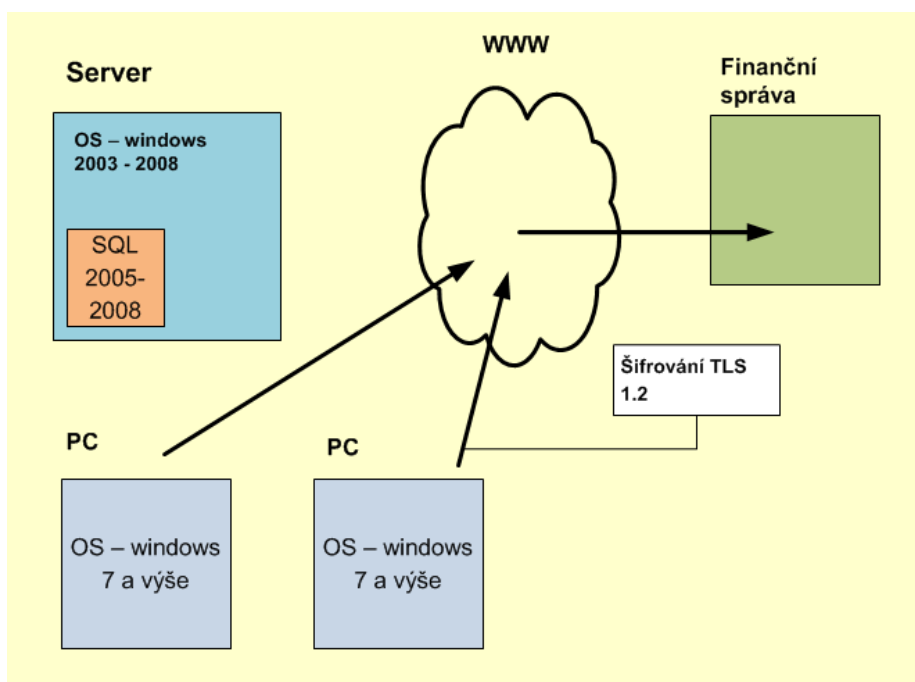 Server
OS – windows
2003 - 2008
SQL
2005-
2008
WWW
Finanční
správa
Šifrování TLS
1.2
PC
OS – windows
7 a výše
PC
OS – windows
7 a výše